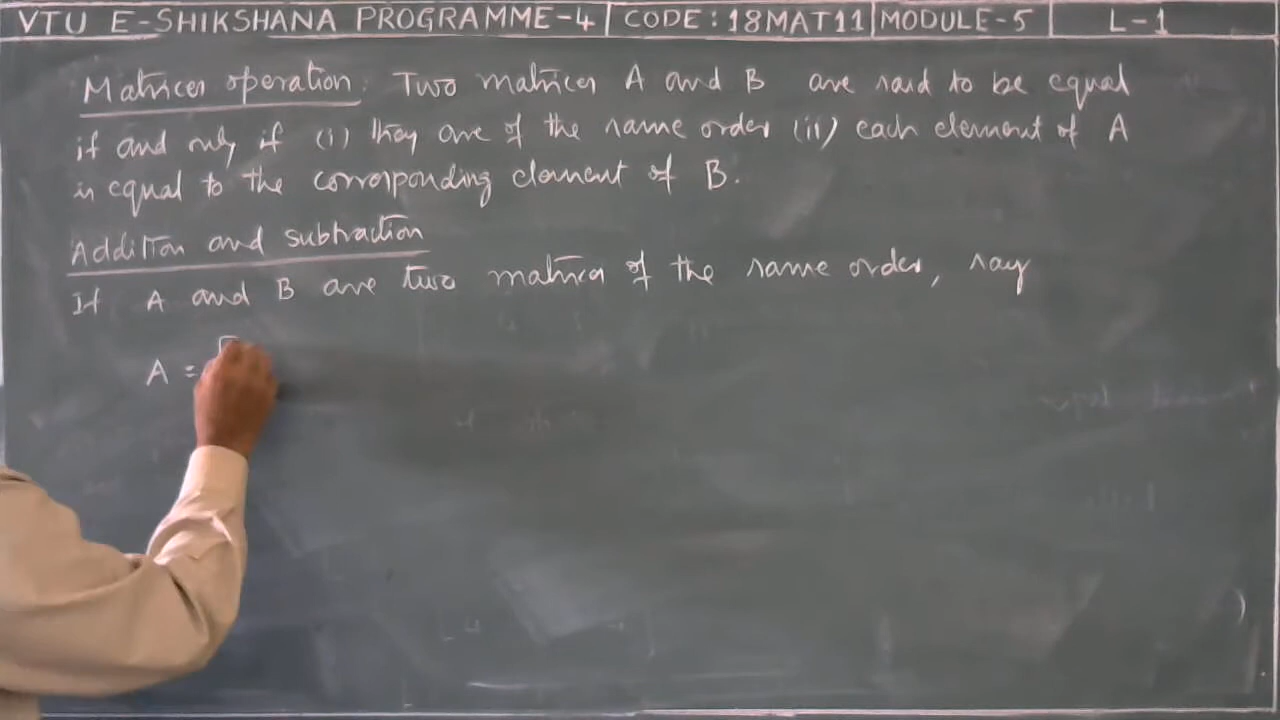 VTU E-SHIKSHANA PROGRAMME-4 | CODE: 18MAT11 | MODULE-5 | L-1
Matrices operation: Two matrices A and B are said to be equal
if and only if (i) they are of the same order (ii) each element of A
is equal to the corresponding element of B.
Addition and subtraction
If A and B are two matrices of the same order, say
A = [